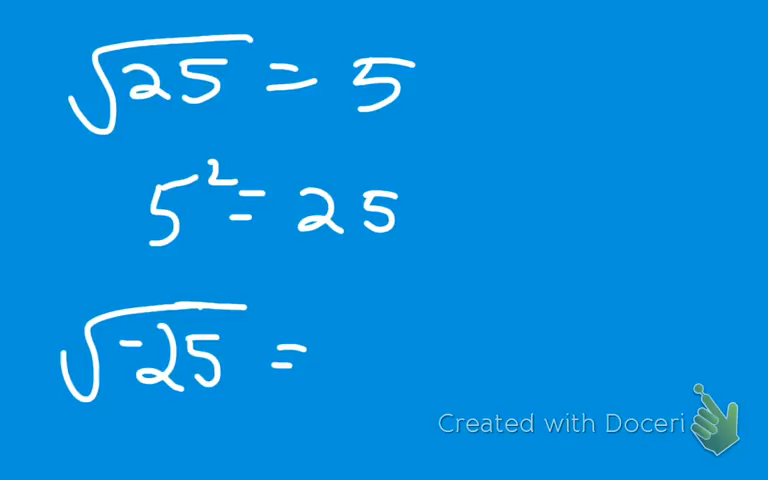 √25 = 5
5² = 25
√-25 =
Created with Doceri